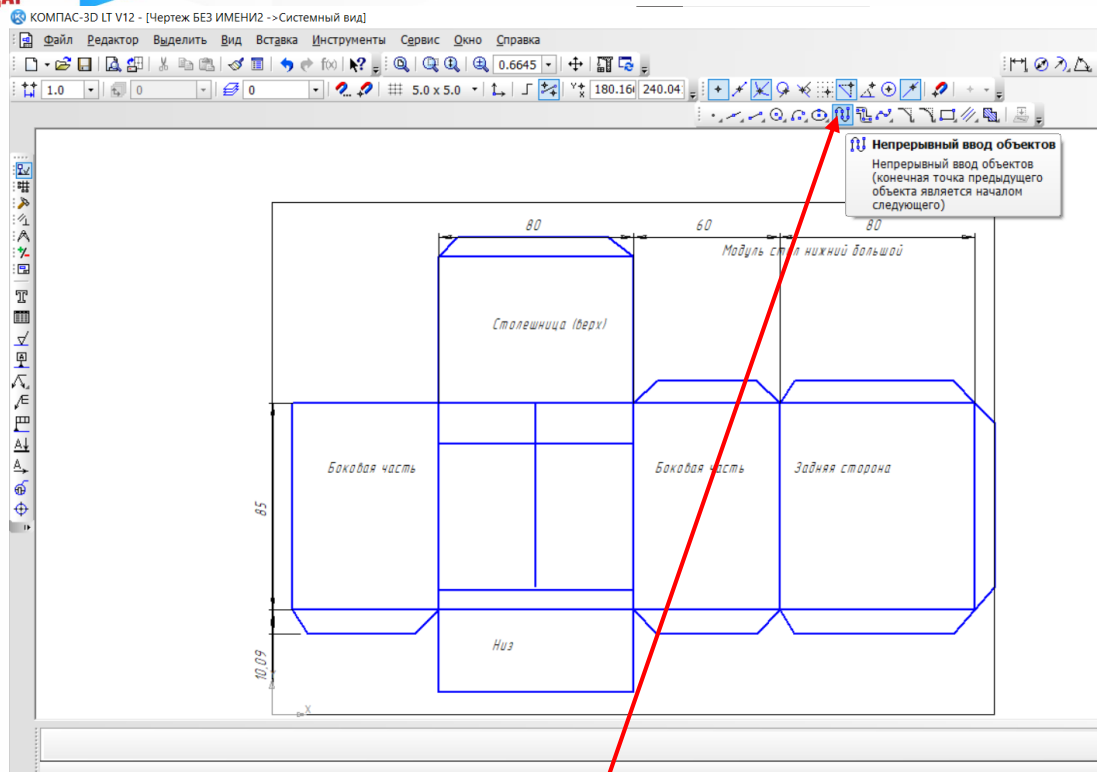 КОМПАС-3D LT V12 - [Чертеж БЕЗ ИМЕНИ2 ->Системный вид]
Файл Редактор Выделить Вид Вставка Инструменты Сервис Окно Справка
0.6645
1.0 0 0 5.0 x 5.0 240.04
Непрерывный ввод объектов
Непрерывный ввод объектов
(конечная точка предыдущего
объекта является началом
следующего)
80 60 80
Модуль стол нижний большой
Столешница (верх)
Боковая часть Боковая часть Задняя сторона
85
Низ
10,09
X